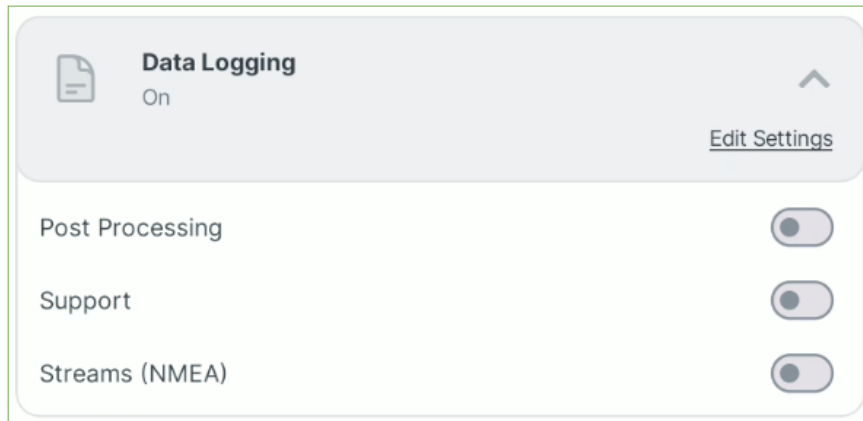 Data Logging
On
Edit Settings
Post Processing
Support
Streams (NMEA)